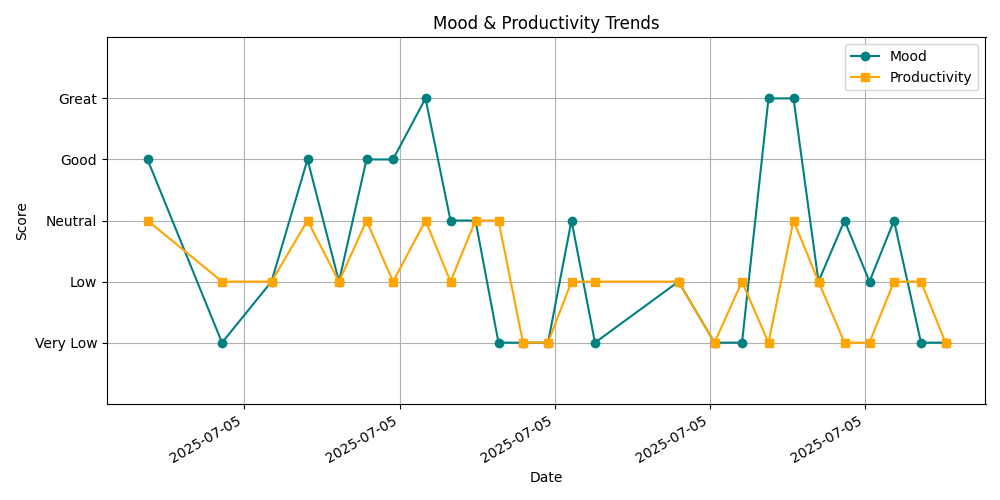 Mood & Productivity Trends
Mood
Productivity
Great
Good
Neutral
Low
Very Low
Score
2025-07-05
2025-07-05
2025-07-05
2025-07-05
2025-07-05
Date